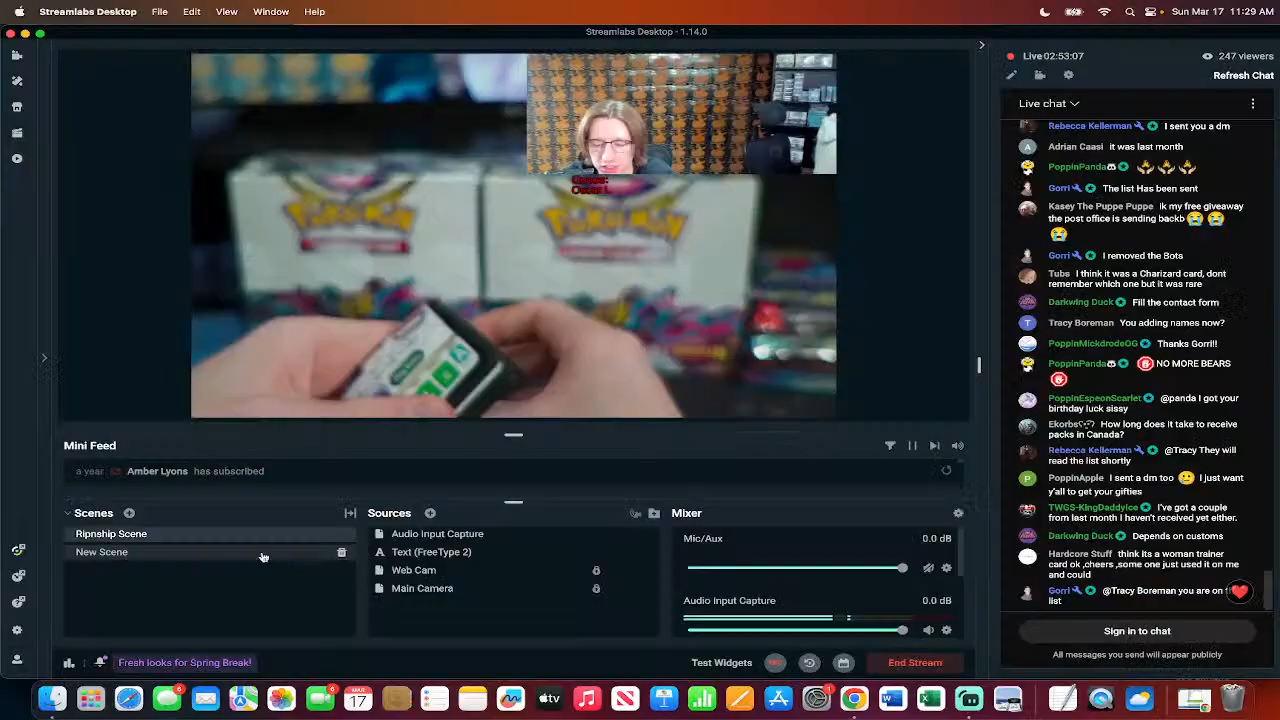 Streamlabs Desktop File Edit View Window Help
Sun Mar 17 11:29 AM
Streamlabs Desktop - 1.14.0
Live 02:53:07
247 viewers
Refresh Chat
Live chat
Rebecca Kellerman I sent you a dm
Adrian Caasi it was last month
PoppinPanda
Gorri The list Has been sent
Kasey The Puppe Puppe ik my free giveaway
the post office is sending backb
Gorri I removed the Bots
Tubs I think it was a Charizard card, dont
remember which one but it was rare
Darkwing Duck Fill the contact form
Tracy Boreman You adding names now?
PoppinMickdrodeOG Thanks Gorri!!
PoppinPanda NO MORE BEARS
PoppinEspeonScarlet @panda I got your
birthday luck sissy
Ekorbs How long does it take to receive
packs in Canada?
Rebecca Kellerman @Tracy They will
read the list shortly
PoppinApple I sent a dm too I just want
y'all to get your gifties
TWGS-KingDaddyIce I've got a couple
from last month I haven't received yet either.
Darkwing Duck Depends on customs
Hardcore Stuff think its a woman trainer
card ok ,cheers ,some one just used it on me
and could
Gorri @Tracy Boreman you are on
list
Sign in to chat
All messages you send will appear publicly
POKéMON
POKéMON
Mini Feed
a year Amber Lyons has subscribed
Scenes
Ripnship Scene
New Scene
Sources
Audio Input Capture
Text (FreeType 2)
Web Cam
Main Camera
Mixer
Mic/Aux 0.0 dB
Audio Input Capture 0.0 dB
Fresh looks for Spring Break!
Test Widgets
REC
End Stream
MAR
17
6
6
tv
1